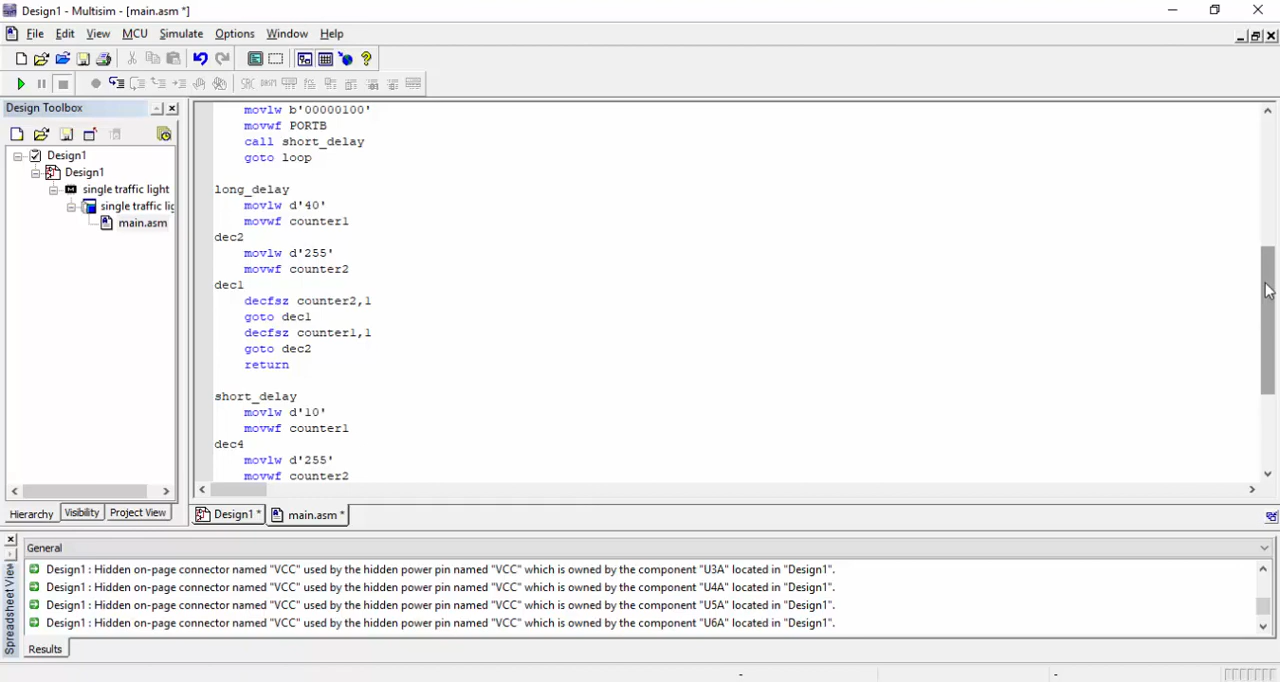 Design1 - Multisim - [main.asm *]
File Edit View MCU Simulate Options Window Help
Design Toolbox
Design1
Design1
single traffic light
single traffic lig
main.asm
Hierarchy Visibility Project View
movlw b'00000100'
movwf PORTB
call short_delay
goto loop
long_delay
movlw d'40'
movwf counter1
dec2
movlw d'255'
movwf counter2
dec1
decfsz counter2,1
goto dec1
decfsz counter1,1
goto dec2
return
short_delay
movlw d'10'
movwf counter1
dec4
movlw d'255'
movwf counter2
Design1 * main.asm *
General
Design1 : Hidden on-page connector named "VCC" used by the hidden power pin named "VCC" which is owned by the component "U3A" located in "Design1".
Design1 : Hidden on-page connector named "VCC" used by the hidden power pin named "VCC" which is owned by the component "U4A" located in "Design1".
Design1 : Hidden on-page connector named "VCC" used by the hidden power pin named "VCC" which is owned by the component "U5A" located in "Design1".
Design1 : Hidden on-page connector named "VCC" used by the hidden power pin named "VCC" which is owned by the component "U6A" located in "Design1".
Spreadsheet View
Results
- -